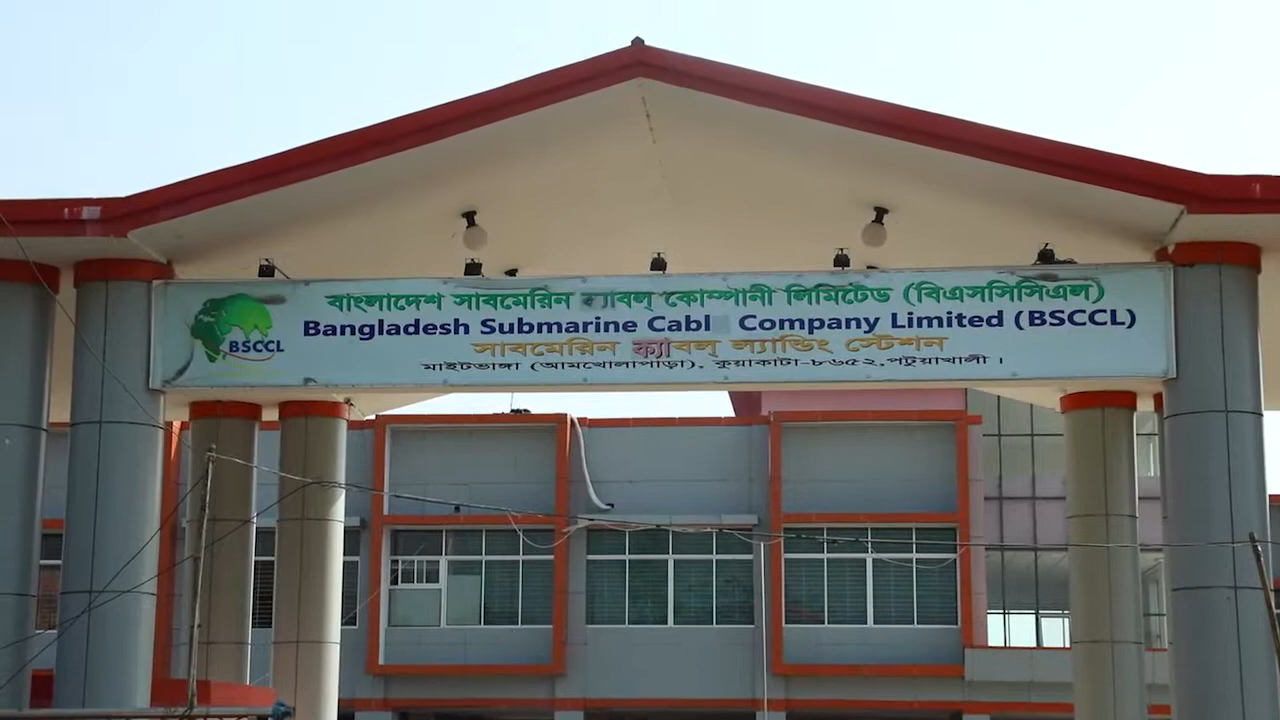 বাংলাদেশ সাবমেরিন ক্যাবল্ কোম্পানী লিমিটেড (বিএসসিসিএল)
Bangladesh Submarine Cabl Company Limited (BSCCL)
সাবমেরিন ক্যাবল্ ল্যান্ডিং স্টেশন
মাইটভাঙ্গা (আমখোলাপাড়া), কুয়াকাটা-৮৬৫২,পটুয়াখালী ।
BSCCL